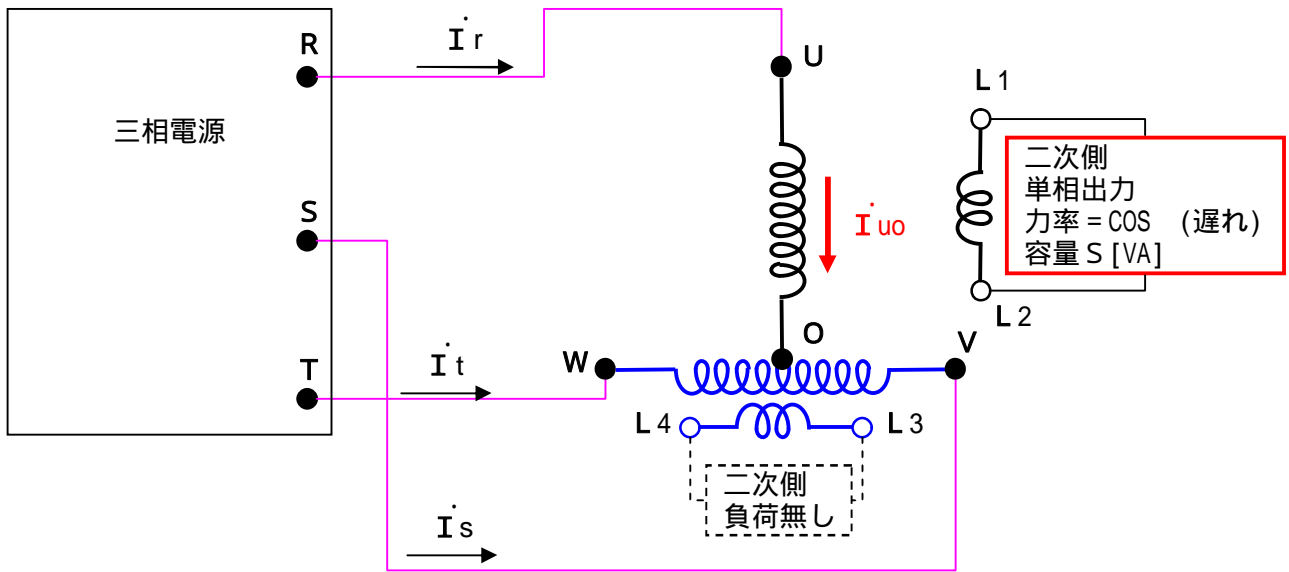 三相電源
R
S
T
İr
İt
İs
U
İuo
O
W
V
L1
L2
二次側
単相出力
力率=COS (遅れ)
容量S[VA]
L4
L3
二次側
負荷無し